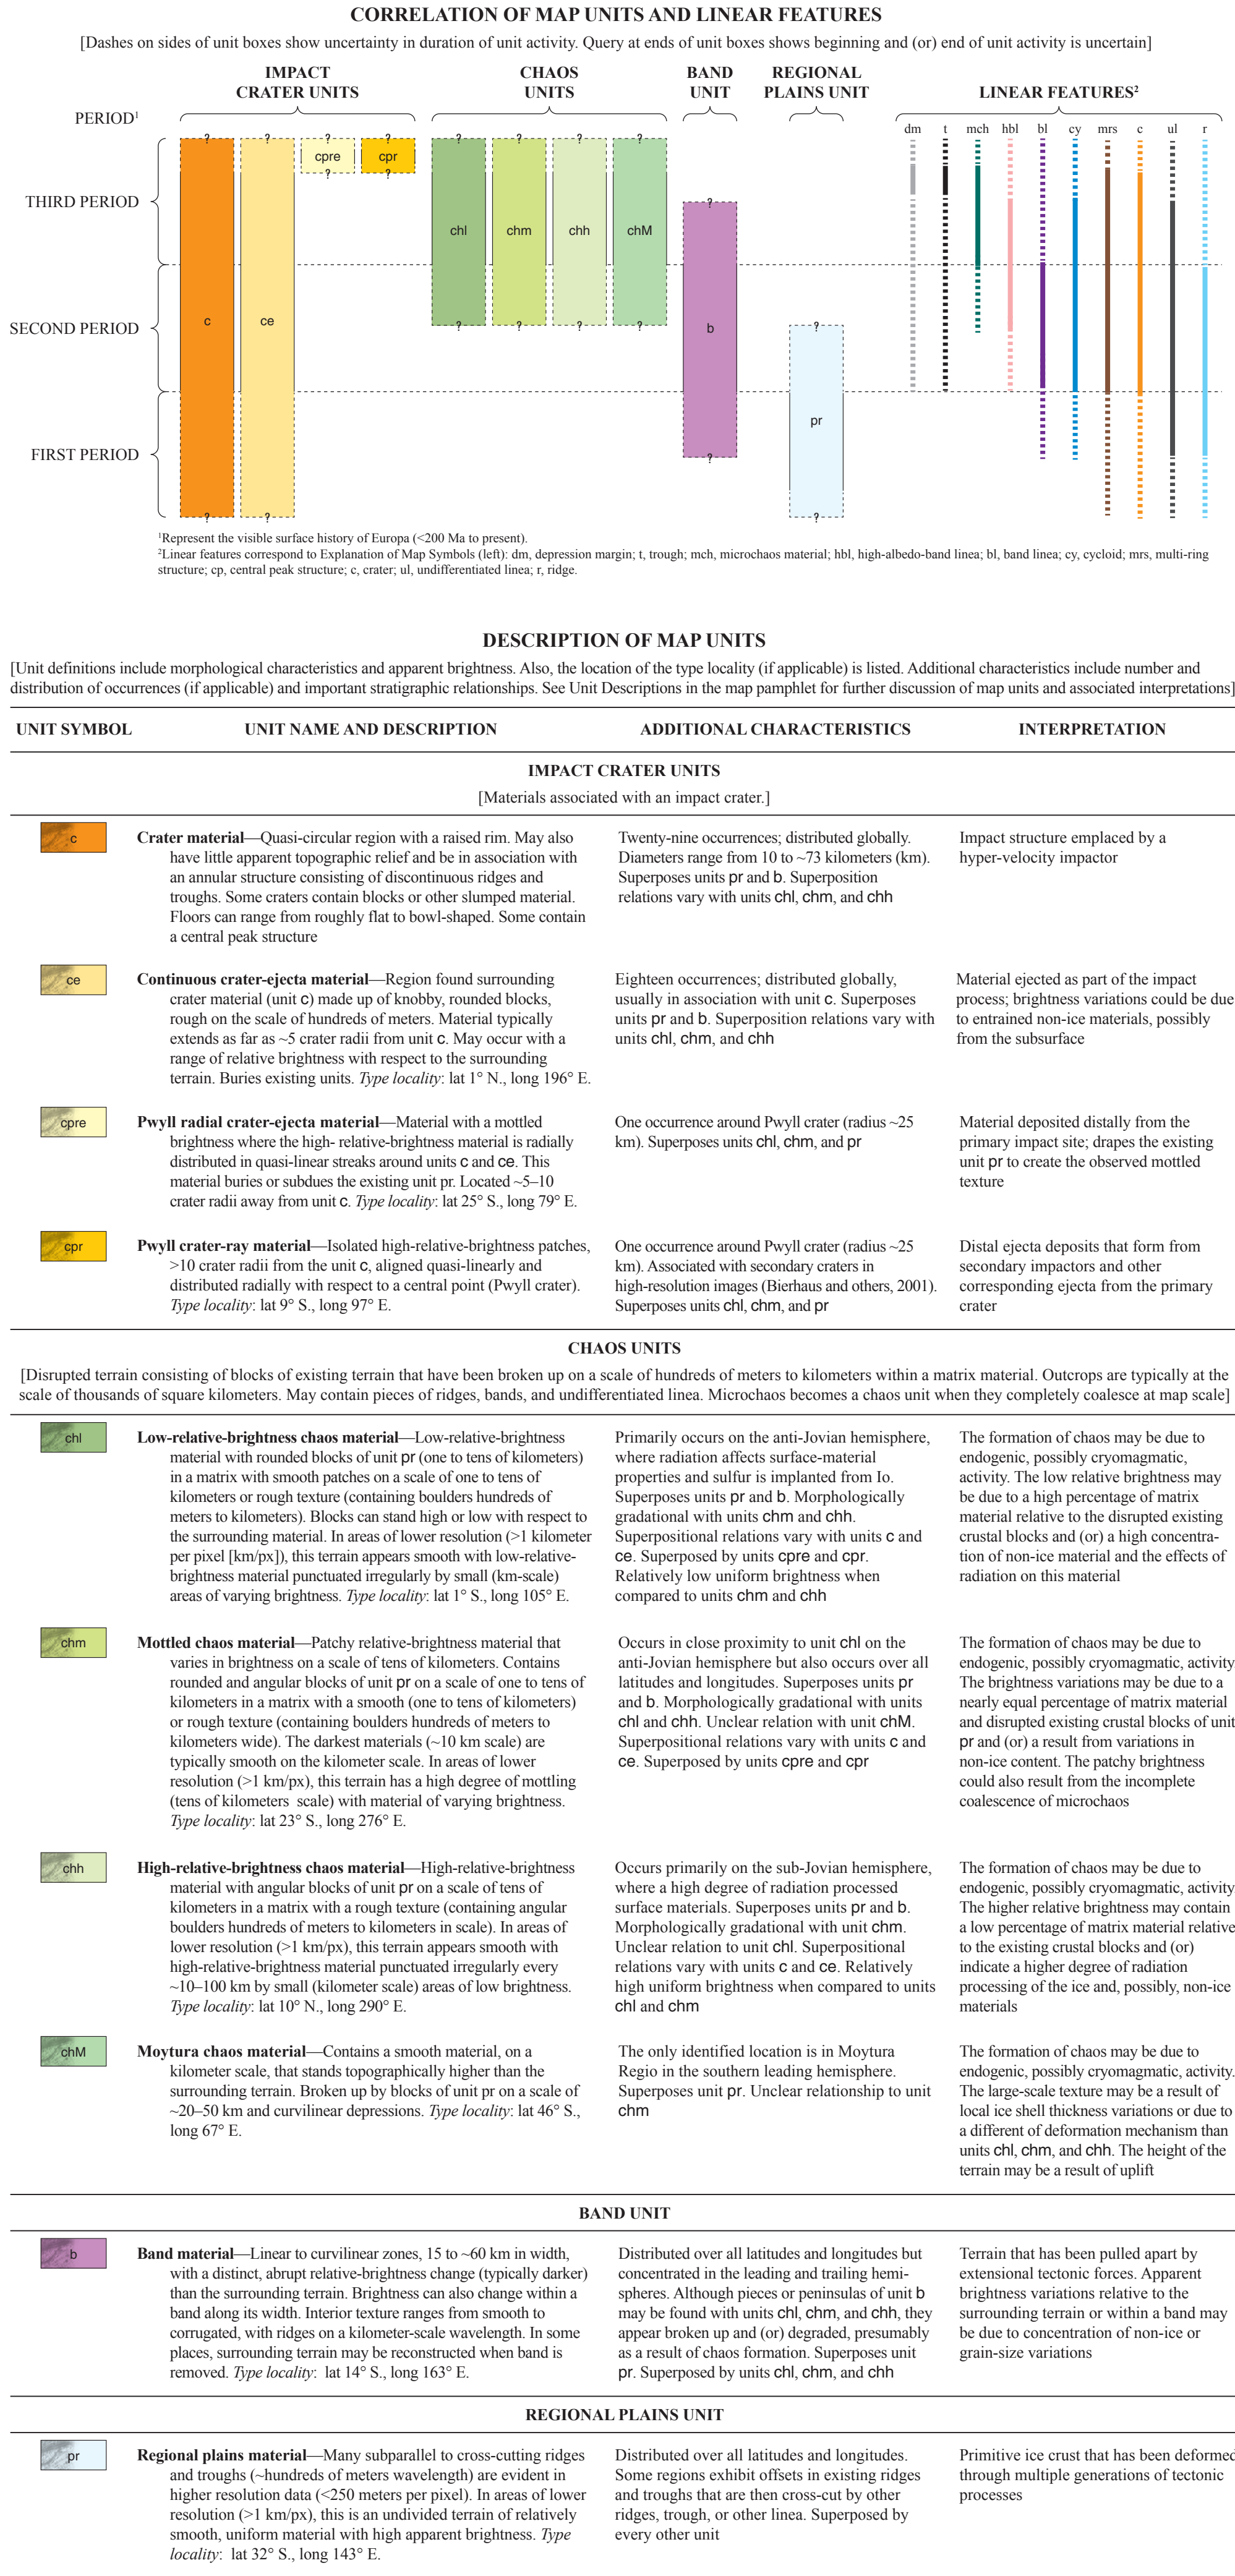 CORRELATION OF MAP UNITS AND LINEAR FEATURES
[Dashes on sides of unit boxes show uncertainty in duration of unit activity. Query at ends of unit boxes shows beginning and (or) end of unit activity is uncertain]
IMPACT
CRATER UNITS
CHAOS
UNITS
BAND
UNIT
REGIONAL
PLAINS UNIT
LINEAR FEATURES²
PERIOD¹
dm t mch hbl bl cy mrs c ul r
? ? ? ? ? ? ? ?
cpre cpr
? ?
THIRD PERIOD
?
chl chm chh chM
c ce
SECOND PERIOD
? ? ? ? ?
b
pr
FIRST PERIOD
?
? ? ?
¹Represent the visible surface history of Europa (<200 Ma to present).
²Linear features correspond to Explanation of Map Symbols (left): dm, depression margin; t, trough; mch, microchaos material; hbl, high-albedo-band linea; bl, band linea; cy, cycloid; mrs, multi-ring
structure; cp, central peak structure; c, crater; ul, undifferentiated linea; r, ridge.
DESCRIPTION OF MAP UNITS
[Unit definitions include morphological characteristics and apparent brightness. Also, the location of the type locality (if applicable) is listed. Additional characteristics include number and
distribution of occurrences (if applicable) and important stratigraphic relationships. See Unit Descriptions in the map pamphlet for further discussion of map units and associated interpretations]
UNIT SYMBOL UNIT NAME AND DESCRIPTION ADDITIONAL CHARACTERISTICS INTERPRETATION
IMPACT CRATER UNITS
[Materials associated with an impact crater.]
c
Crater material—Quasi-circular region with a raised rim. May also
have little apparent topographic relief and be in association with
an annular structure consisting of discontinuous ridges and
troughs. Some craters contain blocks or other slumped material.
Floors can range from roughly flat to bowl-shaped. Some contain
a central peak structure
Twenty-nine occurrences; distributed globally.
Diameters range from 10 to ~73 kilometers (km).
Superposes units pr and b. Superposition
relations vary with units chl, chm, and chh
Impact structure emplaced by a
hyper-velocity impactor
ce
Continuous crater-ejecta material—Region found surrounding
crater material (unit c) made up of knobby, rounded blocks,
rough on the scale of hundreds of meters. Material typically
extends as far as ~5 crater radii from unit c. May occur with a
range of relative brightness with respect to the surrounding
terrain. Buries existing units. Type locality: lat 1° N., long 196° E.
Eighteen occurrences; distributed globally,
usually in association with unit c. Superposes
units pr and b. Superposition relations vary with
units chl, chm, and chh
Material ejected as part of the impact
process; brightness variations could be due
to entrained non-ice materials, possibly
from the subsurface
cpre
Pwyll radial crater-ejecta material—Material with a mottled
brightness where the high- relative-brightness material is radially
distributed in quasi-linear streaks around units c and ce. This
material buries or subdues the existing unit pr. Located ~5–10
crater radii away from unit c. Type locality: lat 25° S., long 79° E.
One occurrence around Pwyll crater (radius ~25
km). Superposes units chl, chm, and pr
Material deposited distally from the
primary impact site; drapes the existing
unit pr to create the observed mottled
texture
cpr
Pwyll crater-ray material—Isolated high-relative-brightness patches,
>10 crater radii from the unit c, aligned quasi-linearly and
distributed radially with respect to a central point (Pwyll crater).
Type locality: lat 9° S., long 97° E.
One occurrence around Pwyll crater (radius ~25
km). Associated with secondary craters in
high-resolution images (Bierhaus and others, 2001).
Superposes units chl, chm, and pr
Distal ejecta deposits that form from
secondary impactors and other
corresponding ejecta from the primary
crater
CHAOS UNITS
[Disrupted terrain consisting of blocks of existing terrain that have been broken up on a scale of hundreds of meters to kilometers within a matrix material. Outcrops are typically at the
scale of thousands of square kilometers. May contain pieces of ridges, bands, and undifferentiated linea. Microchaos becomes a chaos unit when they completely coalesce at map scale]
chl
Low-relative-brightness chaos material—Low-relative-brightness
material with rounded blocks of unit pr (one to tens of kilometers)
in a matrix with smooth patches on a scale of one to tens of
kilometers or rough texture (containing boulders hundreds of
meters to kilometers). Blocks can stand high or low with respect to
the surrounding material. In areas of lower resolution (>1 kilometer
per pixel [km/px]), this terrain appears smooth with low-relative-
brightness material punctuated irregularly by small (km-scale)
areas of varying brightness. Type locality: lat 1° S., long 105° E.
Primarily occurs on the anti-Jovian hemisphere,
where radiation affects surface-material
properties and sulfur is implanted from Io.
Superposes units pr and b. Morphologically
gradational with units chm and chh.
Superpositional relations vary with units c and
ce. Superposed by units cpre and cpr.
Relatively low uniform brightness when
compared to units chm and chh
The formation of chaos may be due to
endogenic, possibly cryomagmatic,
activity. The low relative brightness may
be due to a high percentage of matrix
material relative to the disrupted existing
crustal blocks and (or) a high concentra-
tion of non-ice material and the effects of
radiation on this material
chm
Mottled chaos material—Patchy relative-brightness material that
varies in brightness on a scale of tens of kilometers. Contains
rounded and angular blocks of unit pr on a scale of one to tens of
kilometers in a matrix with a smooth (one to tens of kilometers)
or rough texture (containing boulders hundreds of meters to
kilometers wide). The darkest materials (~10 km scale) are
typically smooth on the kilometer scale. In areas of lower
resolution (>1 km/px), this terrain has a high degree of mottling
(tens of kilometers scale) with material of varying brightness.
Type locality: lat 23° S., long 276° E.
Occurs in close proximity to unit chl on the
anti-Jovian hemisphere but also occurs over all
latitudes and longitudes. Superposes units pr
and b. Morphologically gradational with units
chl and chh. Unclear relation with unit chM.
Superpositional relations vary with units c and
ce. Superposed by units cpre and cpr
The formation of chaos may be due to
endogenic, possibly cryomagmatic, activity.
The brightness variations may be due to a
nearly equal percentage of matrix material
and disrupted existing crustal blocks of unit
pr and (or) a result from variations in
non-ice content. The patchy brightness
could also result from the incomplete
coalescence of microchaos
chh
High-relative-brightness chaos material—High-relative-brightness
material with angular blocks of unit pr on a scale of tens of
kilometers in a matrix with a rough texture (containing angular
boulders hundreds of meters to kilometers in scale). In areas of
lower resolution (>1 km/px), this terrain appears smooth with
high-relative-brightness material punctuated irregularly every
~10–100 km by small (kilometer scale) areas of low brightness.
Type locality: lat 10° N., long 290° E.
Occurs primarily on the sub-Jovian hemisphere,
where a high degree of radiation processed
surface materials. Superposes units pr and b.
Morphologically gradational with unit chm.
Unclear relation to unit chl. Superpositional
relations vary with units c and ce. Relatively
high uniform brightness when compared to units
chl and chm
The formation of chaos may be due to
endogenic, possibly cryomagmatic, activity.
The higher relative brightness may contain
a low percentage of matrix material relative
to the existing crustal blocks and (or)
indicate a higher degree of radiation
processing of the ice and, possibly, non-ice
materials
chM
Moytura chaos material—Contains a smooth material, on a
kilometer scale, that stands topographically higher than the
surrounding terrain. Broken up by blocks of unit pr on a scale of
~20–50 km and curvilinear depressions. Type locality: lat 46° S.,
long 67° E.
The only identified location is in Moytura
Regio in the southern leading hemisphere.
Superposes unit pr. Unclear relationship to unit
chm
The formation of chaos may be due to
endogenic, possibly cryomagmatic, activity.
The large-scale texture may be a result of
local ice shell thickness variations or due to
a different of deformation mechanism than
units chl, chm, and chh. The height of the
terrain may be a result of uplift
BAND UNIT
b
Band material—Linear to curvilinear zones, 15 to ~60 km in width,
with a distinct, abrupt relative-brightness change (typically darker)
than the surrounding terrain. Brightness can also change within a
band along its width. Interior texture ranges from smooth to
corrugated, with ridges on a kilometer-scale wavelength. In some
places, surrounding terrain may be reconstructed when band is
removed. Type locality: lat 14° S., long 163° E.
Distributed over all latitudes and longitudes but
concentrated in the leading and trailing hemi-
spheres. Although pieces or peninsulas of unit b
may be found with units chl, chm, and chh, they
appear broken up and (or) degraded, presumably
as a result of chaos formation. Superposes unit
pr. Superposed by units chl, chm, and chh
Terrain that has been pulled apart by
extensional tectonic forces. Apparent
brightness variations relative to the
surrounding terrain or within a band may
be due to concentration of non-ice or
grain-size variations
REGIONAL PLAINS UNIT
pr
Regional plains material—Many subparallel to cross-cutting ridges
and troughs (~hundreds of meters wavelength) are evident in
higher resolution data (<250 meters per pixel). In areas of lower
resolution (>1 km/px), this is an undivided terrain of relatively
smooth, uniform material with high apparent brightness. Type
locality: lat 32° S., long 143° E.
Distributed over all latitudes and longitudes.
Some regions exhibit offsets in existing ridges
and troughs that are then cross-cut by other
ridges, trough, or other linea. Superposed by
every other unit
Primitive ice crust that has been deformed
through multiple generations of tectonic
processes